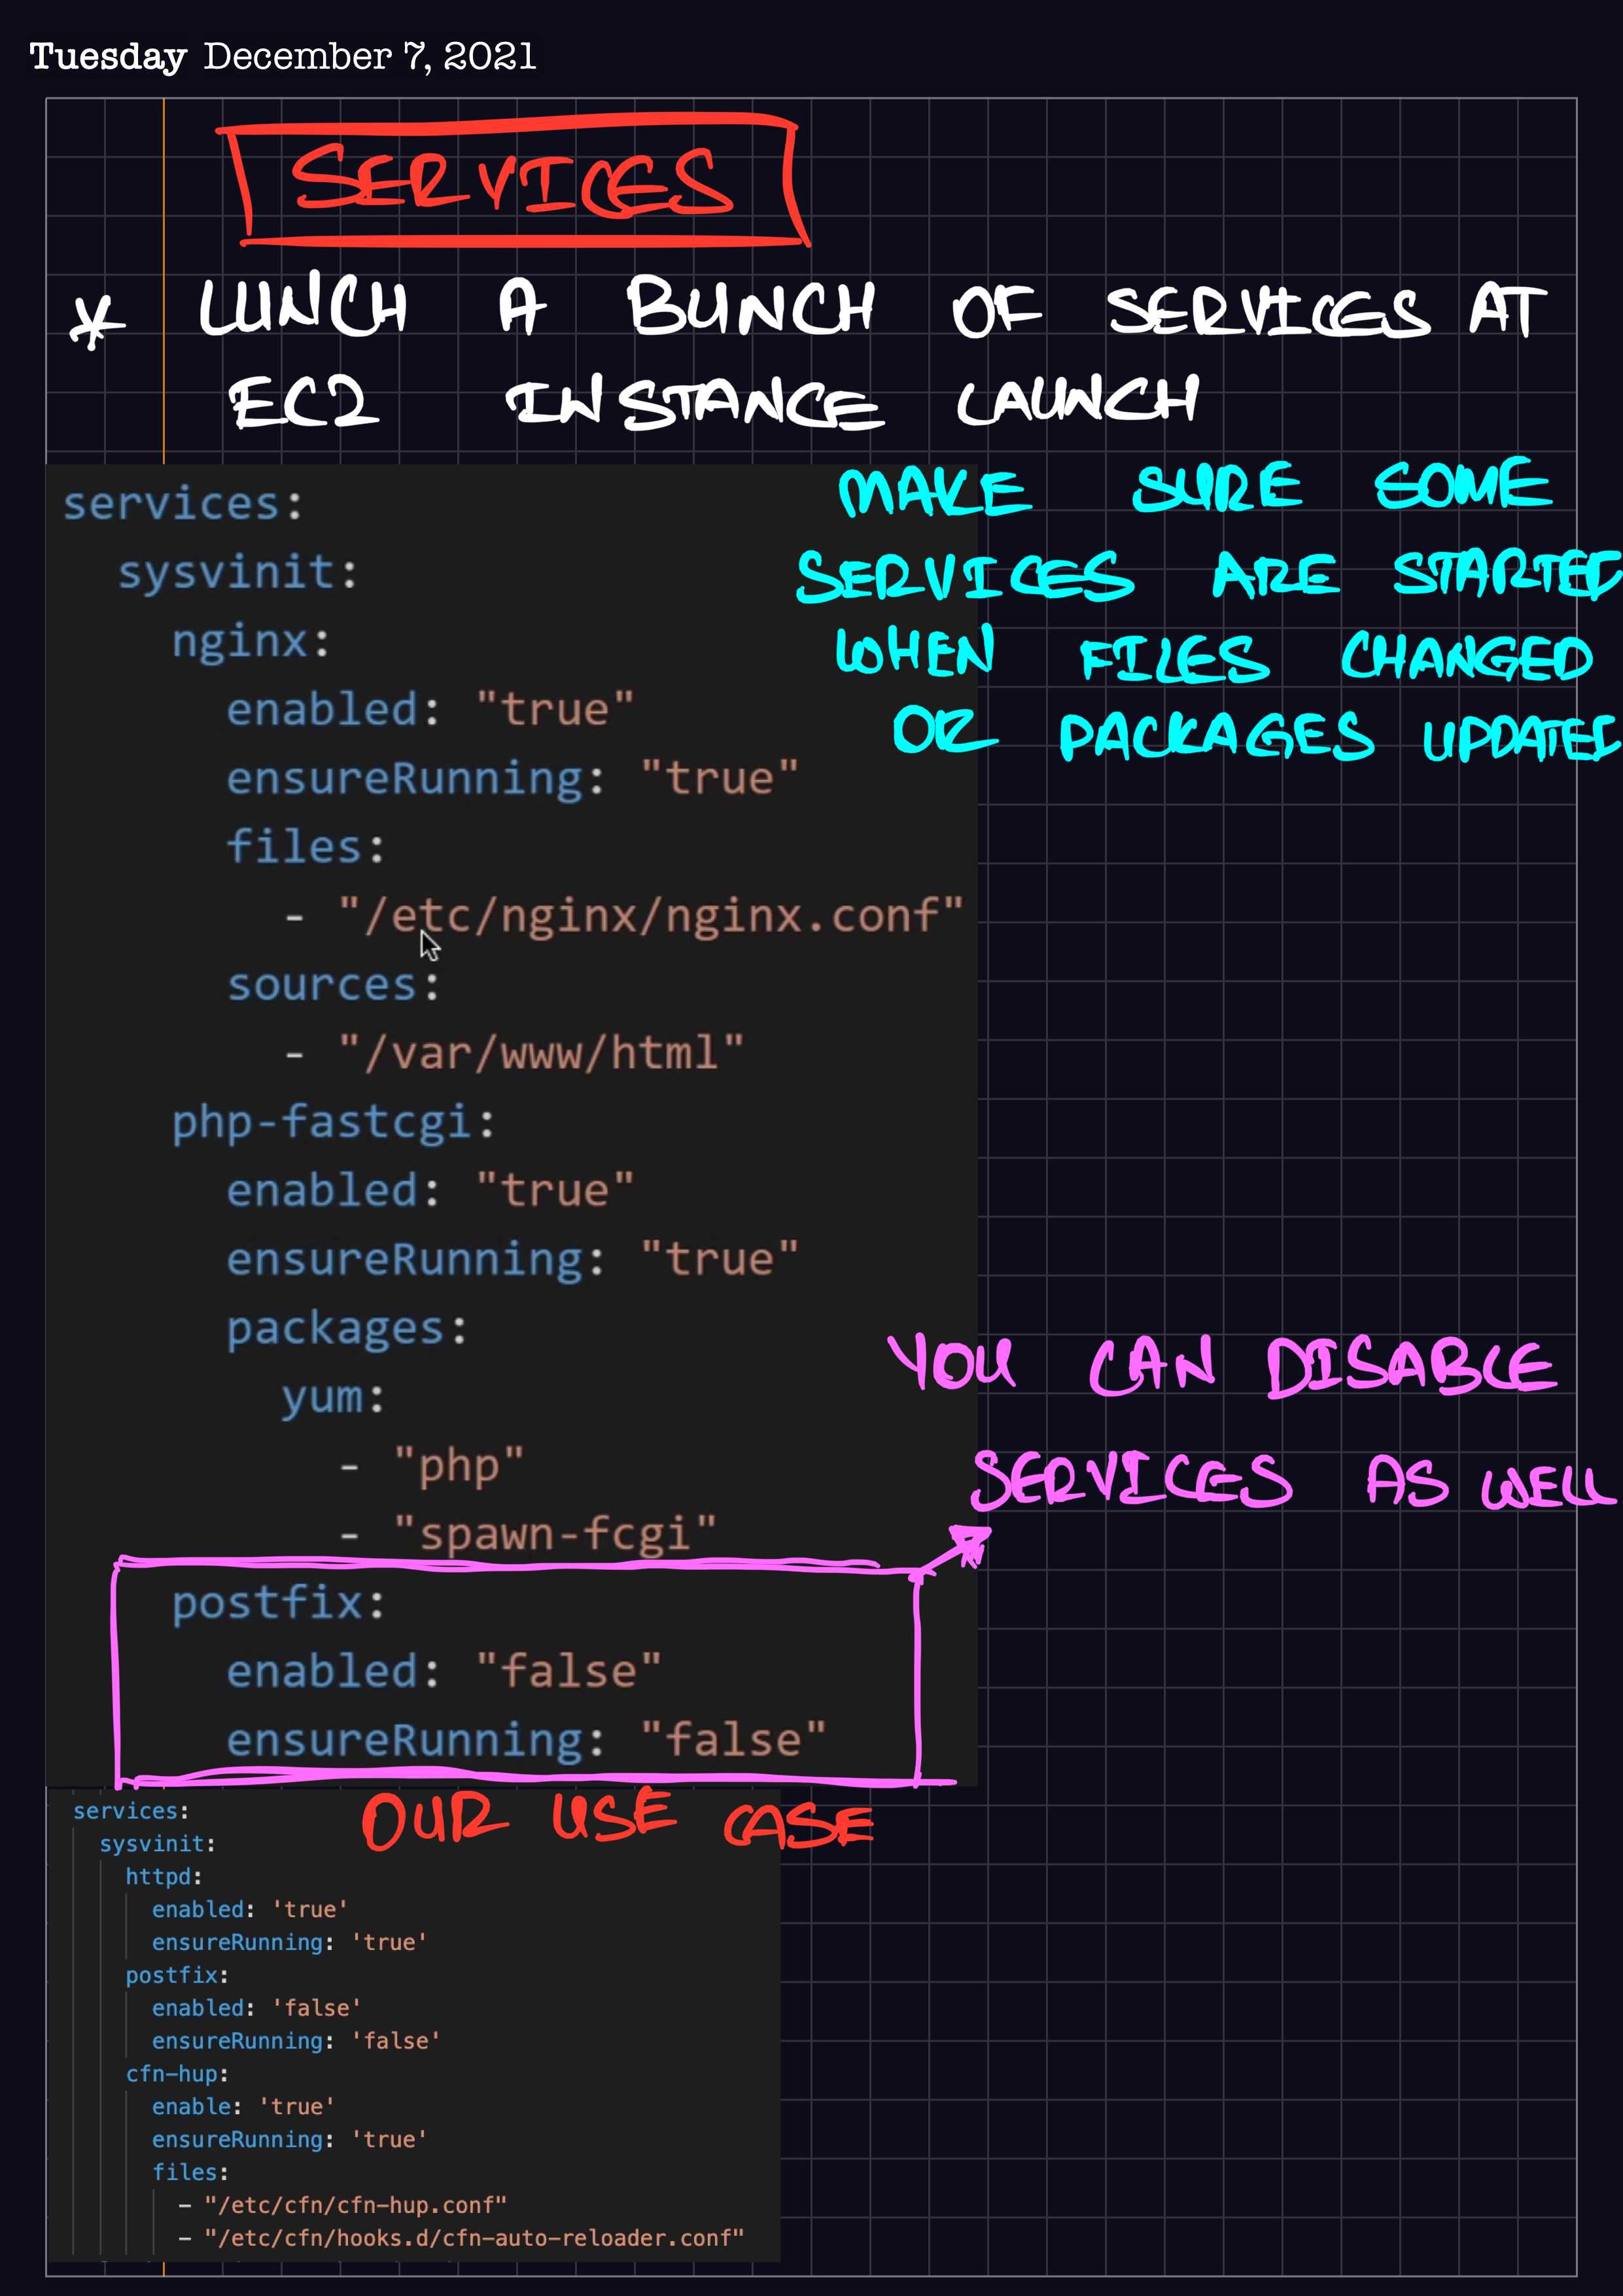 Tuesday December 7, 2021
SERVICES
* LUNCH A BUNCH OF SERVICES AT
EC2 INSTANCE LAUNCH
MAKE SURE SOME
SERVICES ARE STARTED
WHEN FILES CHANGED
OR PACKAGES UPDATED
services:
sysvinit:
nginx:
enabled: "true"
ensureRunning: "true"
files:
- "/etc/nginx/nginx.conf"
sources:
- "/var/www/html"
php-fastcgi:
enabled: "true"
ensureRunning: "true"
packages:
yum:
- "php"
- "spawn-fcgi"
YOU CAN DISABLE
SERVICES AS WELL
postfix:
enabled: "false"
ensureRunning: "false"
OUR USE CASE
services:
sysvinit:
httpd:
enabled: 'true'
ensureRunning: 'true'
postfix:
enabled: 'false'
ensureRunning: 'false'
cfn-hup:
enable: 'true'
ensureRunning: 'true'
files:
- "/etc/cfn/cfn-hup.conf"
- "/etc/cfn/hooks.d/cfn-auto-reloader.conf"